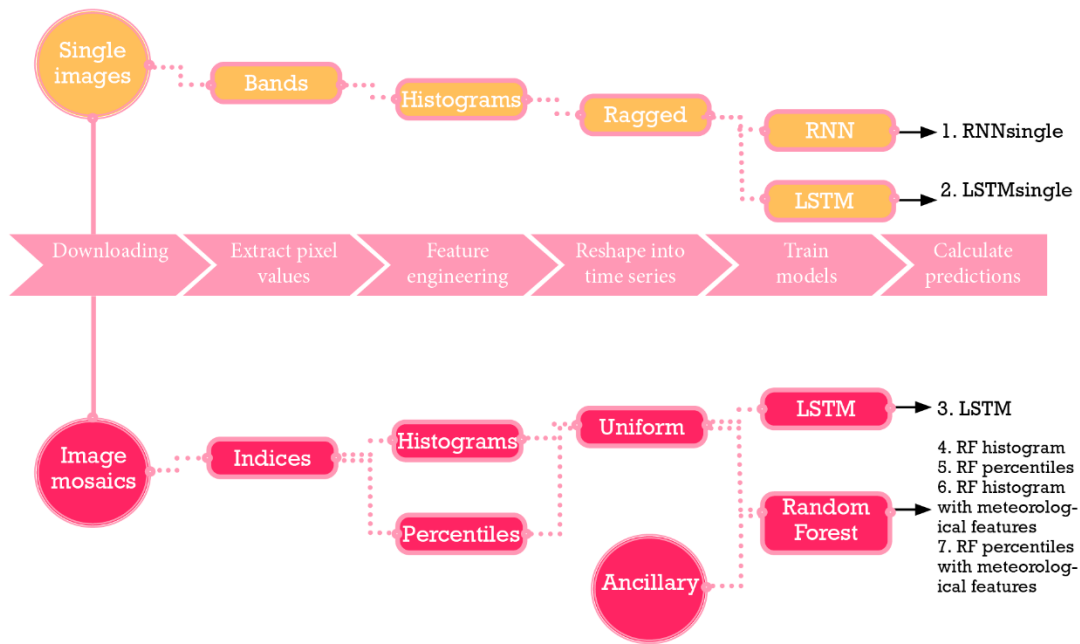 Single
images
Bands
Histograms
Ragged
RNN
1. RNNsingle
LSTM
2. LSTMsingle
Downloading
Extract pixel
values
Feature
engineering
Reshape into
time series
Train
models
Calculate
predictions
Image
mosaics
Indices
Histograms
Percentiles
Uniform
Ancillary
LSTM
3. LSTM
Random
Forest
4. RF histogram
5. RF percentiles
6. RF histogram
with meteorolog-
ical features
7. RF percentiles
with meteorolog-
ical features